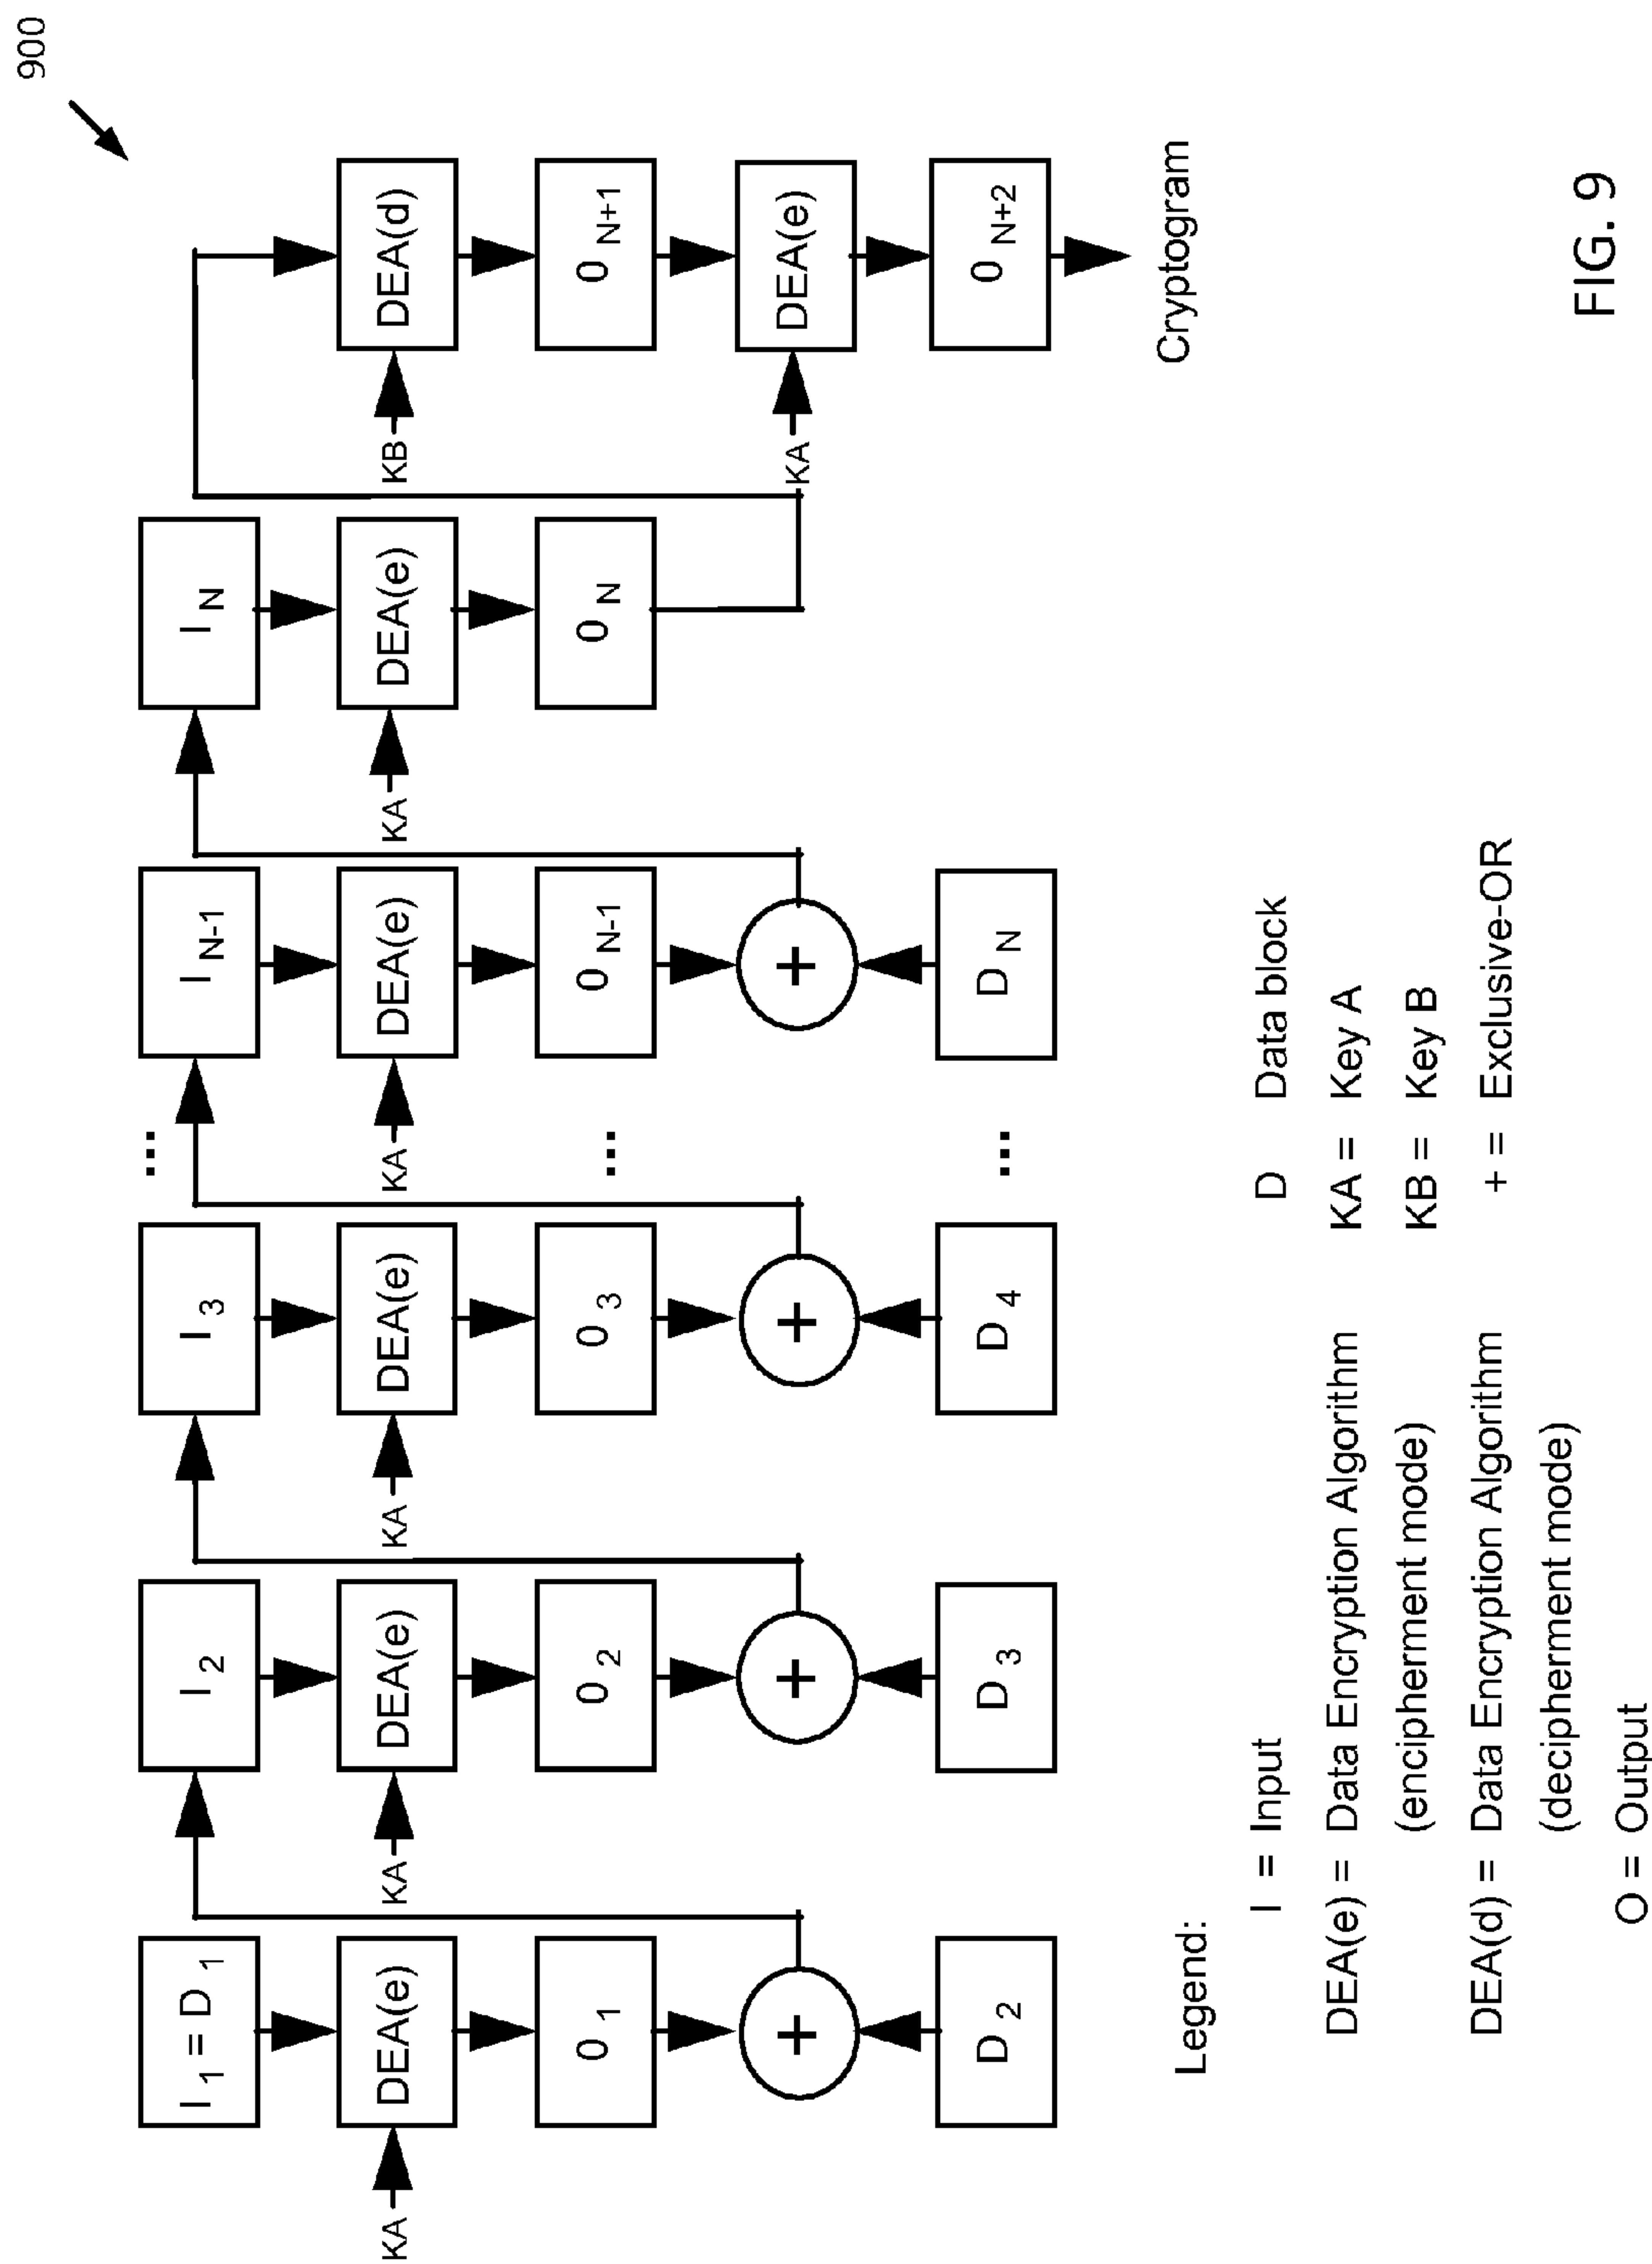 900
I 1 = D 1
I 2
I 3
...
I N-1
I N
KA
DEA(e)
KA
DEA(e)
KA
DEA(e)
KA
DEA(e)
KA
DEA(e)
KB
DEA(d)
0 1
0 2
0 3
...
0 N-1
0 N
0 N+1
+
+
+
+
KA
DEA(e)
D 2
D 3
D 4
...
D N
0 N+2
Cryptogram
Legend:
I = Input
DEA(e) = Data Encryption Algorithm
(encipherment mode)
DEA(d) = Data Encryption Algorithm
(decipherment mode)
O = Output
D Data block
KA = Key A
KB = Key B
+ = Exclusive-OR
FIG. 9